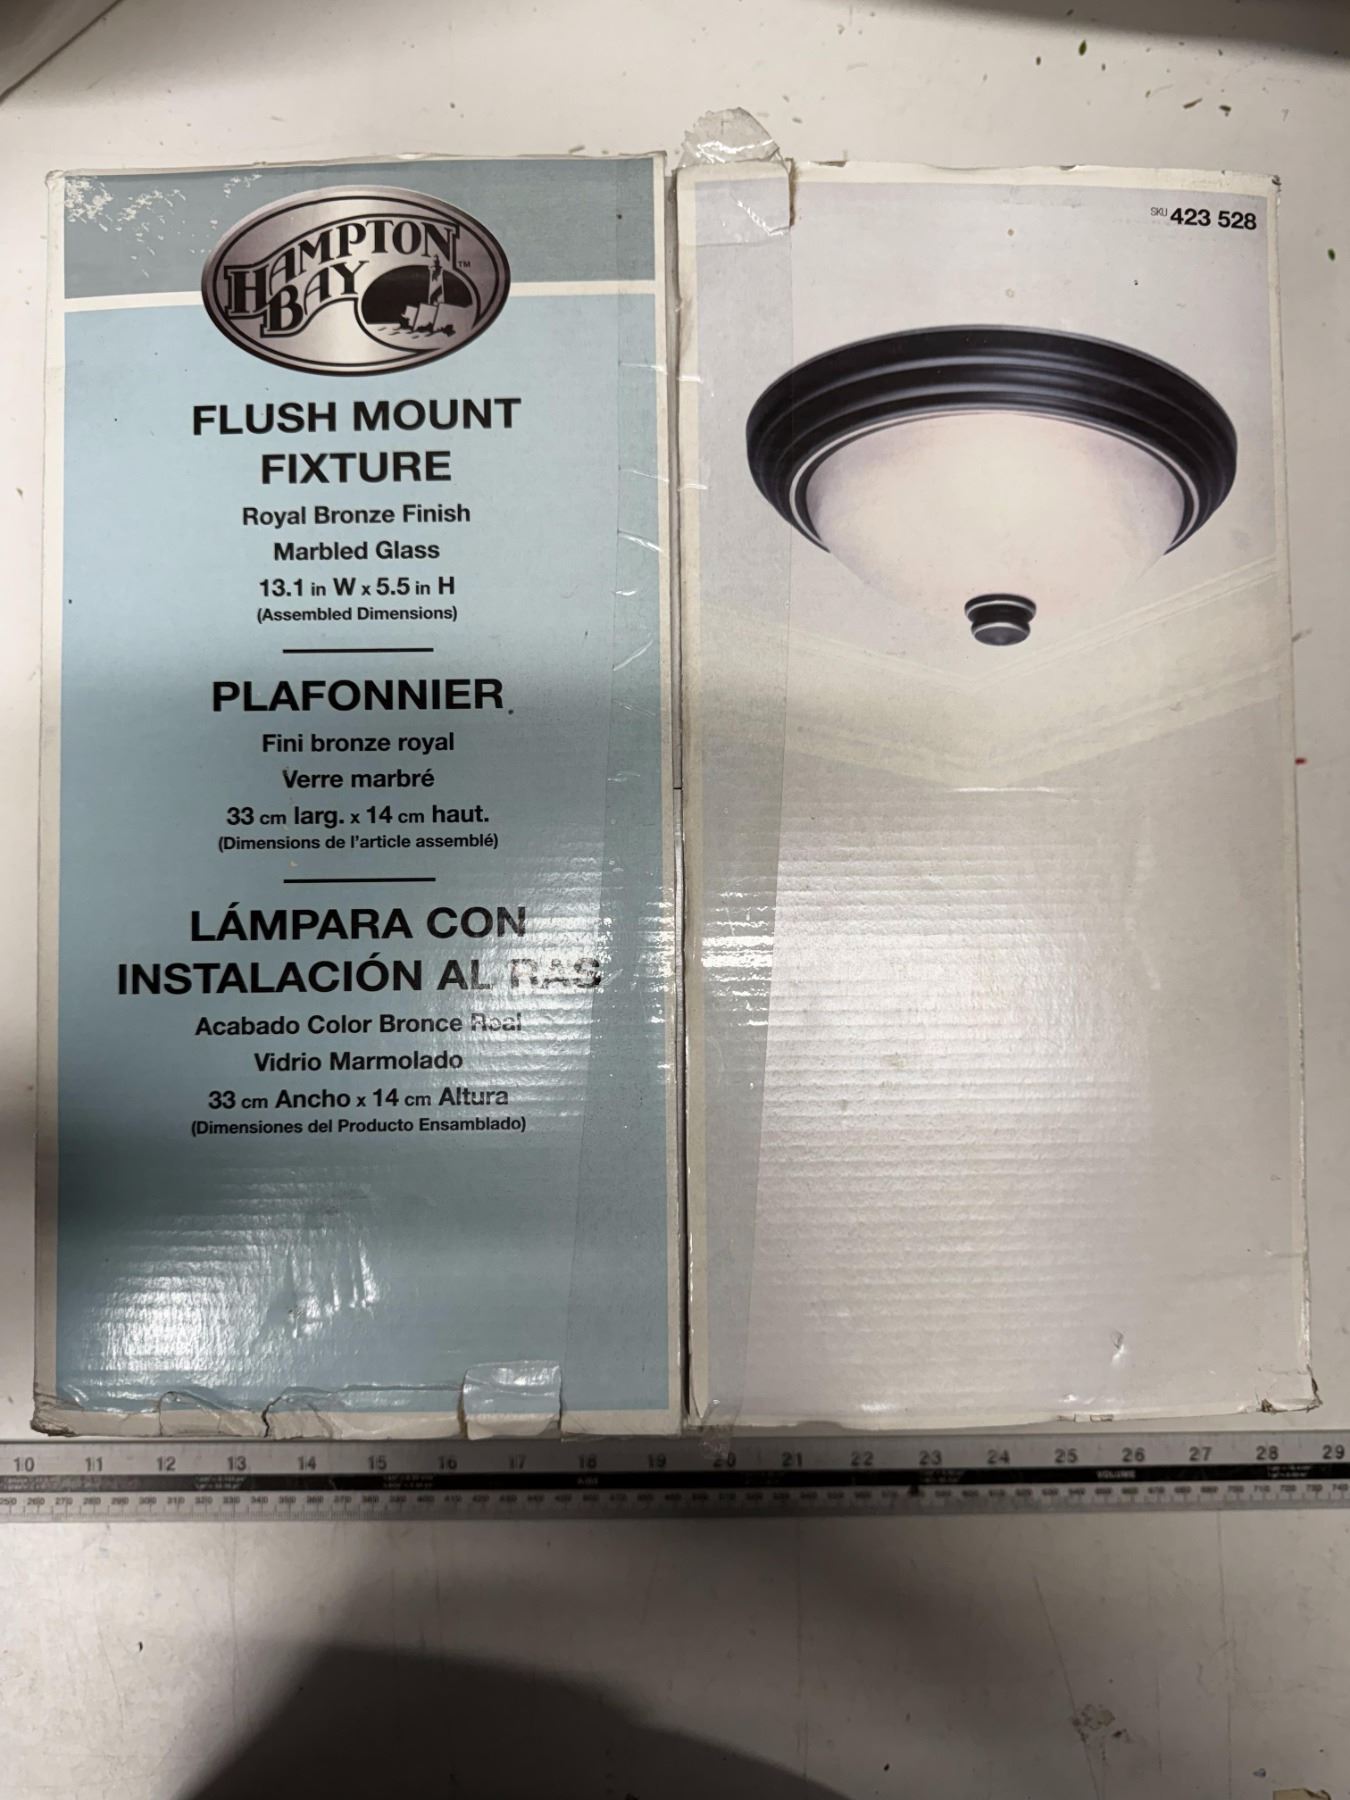 HAMPTON
BAY
™
FLUSH MOUNT
FIXTURE
Royal Bronze Finish
Marbled Glass
13.1 in W x 5.5 in H
(Assembled Dimensions)
PLAFONNIER
Fini bronze royal
Verre marbré
33 cm larg. x 14 cm haut.
(Dimensions de l'article assemblé)
LÁMPARA CON
INSTALACIÓN AL RAS
Acabado Color Bronce Real
Vidrio Marmolado
33 cm Ancho x 14 cm Altura
(Dimensiones del Producto Ensamblado)
SKU 423 528
10 11 12 13 14 15 16 17 18 19 20 21 22 23 24 25 26 27 28 29